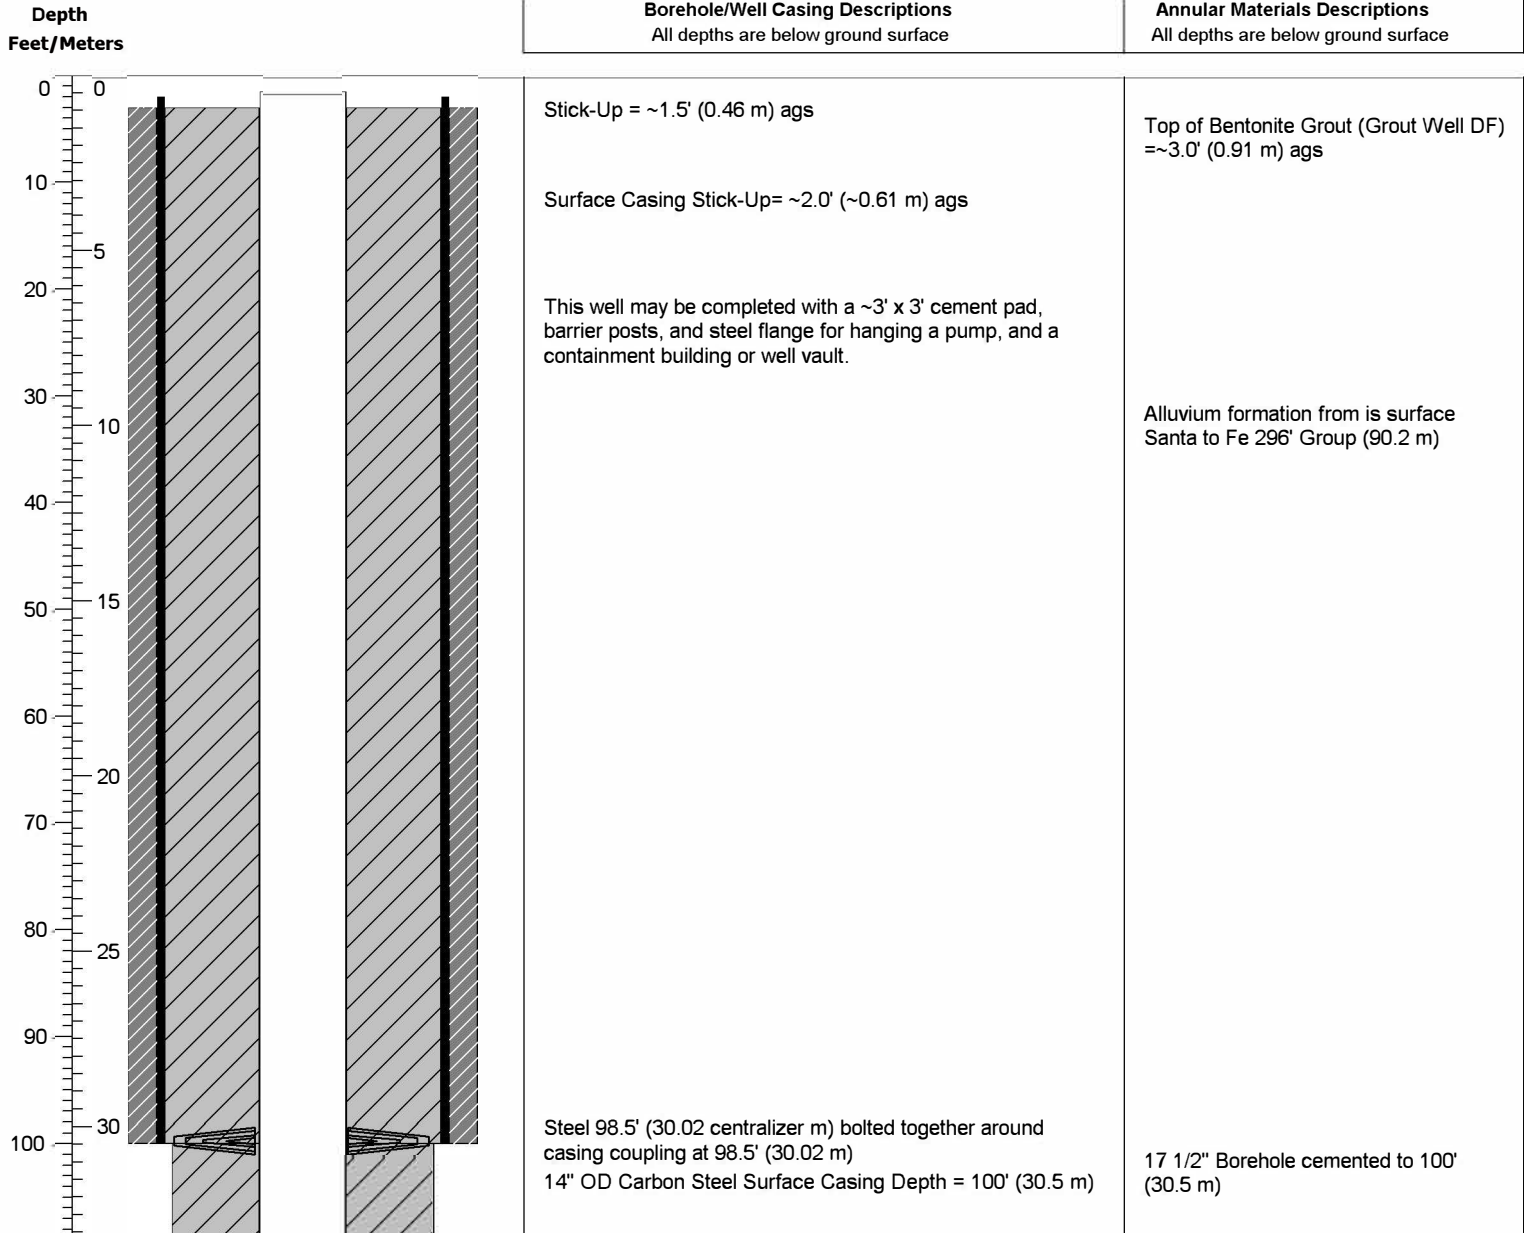 Depth
Feet/Meters
Borehole/Well Casing Descriptions
All depths are below ground surface
Annular Materials Descriptions
All depths are below ground surface
0
0
Stick-Up = ~1.5' (0.46 m) ags
Top of Bentonite Grout (Grout Well DF)
=~3.0' (0.91 m) ags
10
Surface Casing Stick-Up= ~2.0' (~0.61 m) ags
5
20
This well may be completed with a ~3' x 3' cement pad,
barrier posts, and steel flange for hanging a pump, and a
containment building or well vault.
30
10
Alluvium formation from is surface
Santa to Fe 296' Group (90.2 m)
40
50
15
60
20
70
80
25
90
30
100
Steel 98.5' (30.02 centralizer m) bolted together around
casing coupling at 98.5' (30.02 m)
14" OD Carbon Steel Surface Casing Depth = 100' (30.5 m)
17 1/2" Borehole cemented to 100'
(30.5 m)